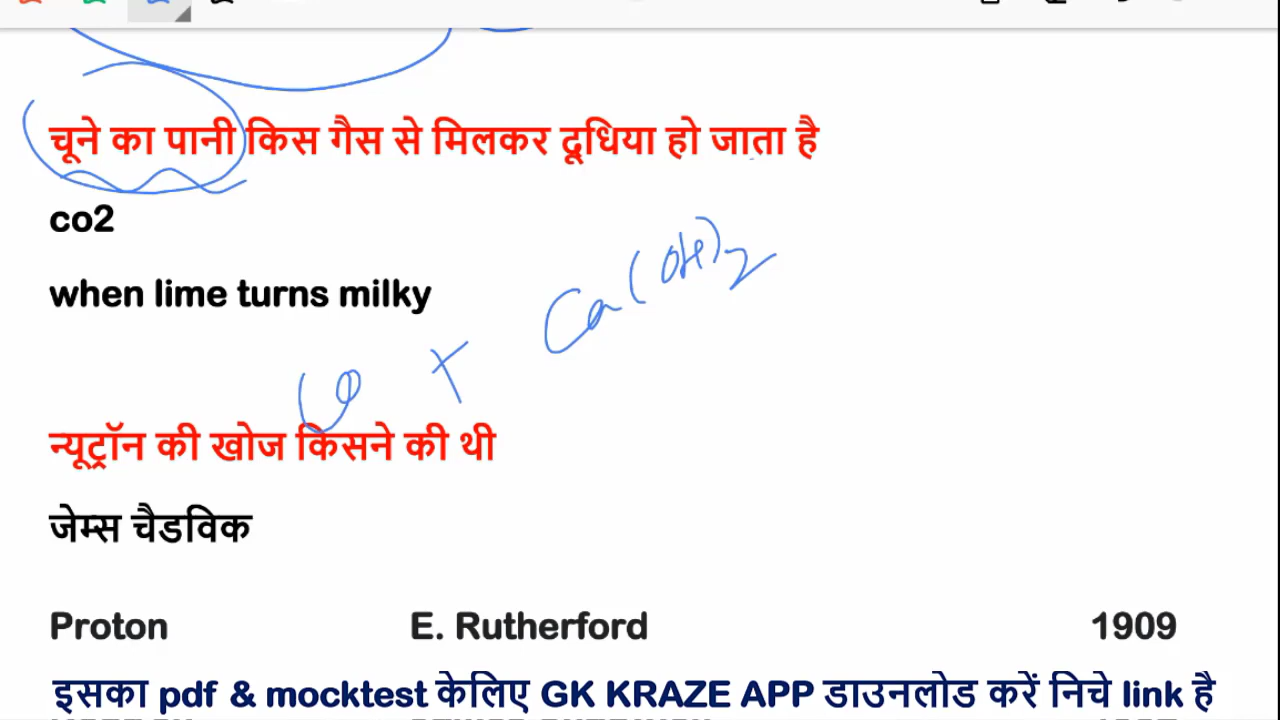 चूने का पानी किस गैस से मिलकर दूधिया हो जाता है
co2
when lime turns milky
Ca(OH)2
+
न्यूट्रॉन की खोज किसने की थी
जेम्स चैडविक
Proton E. Rutherford 1909
इसका pdf & mocktest केलिए GK KRAZE APP डाउनलोड करें निचे link है